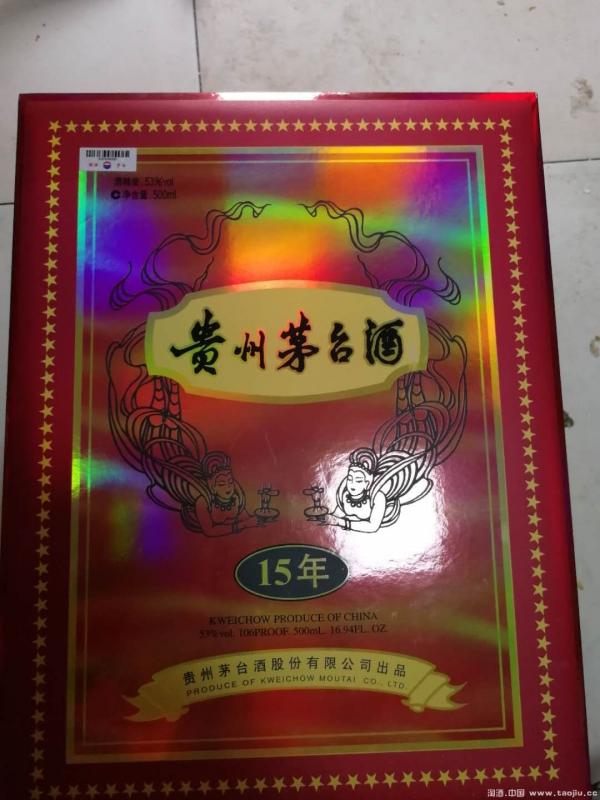 酒精度:53%vol
净含量:500ml
贵州茅台酒
15年
KWEICHOW PRODUCE OF CHINA
53%vol. 106PROOF. 500mL. 16.94FL. OZ.
贵州茅台酒股份有限公司出品
PRODUCE OF KWEICHOW MOUTAI CO., LTD.
淘酒.中国 www.taojiu.cc